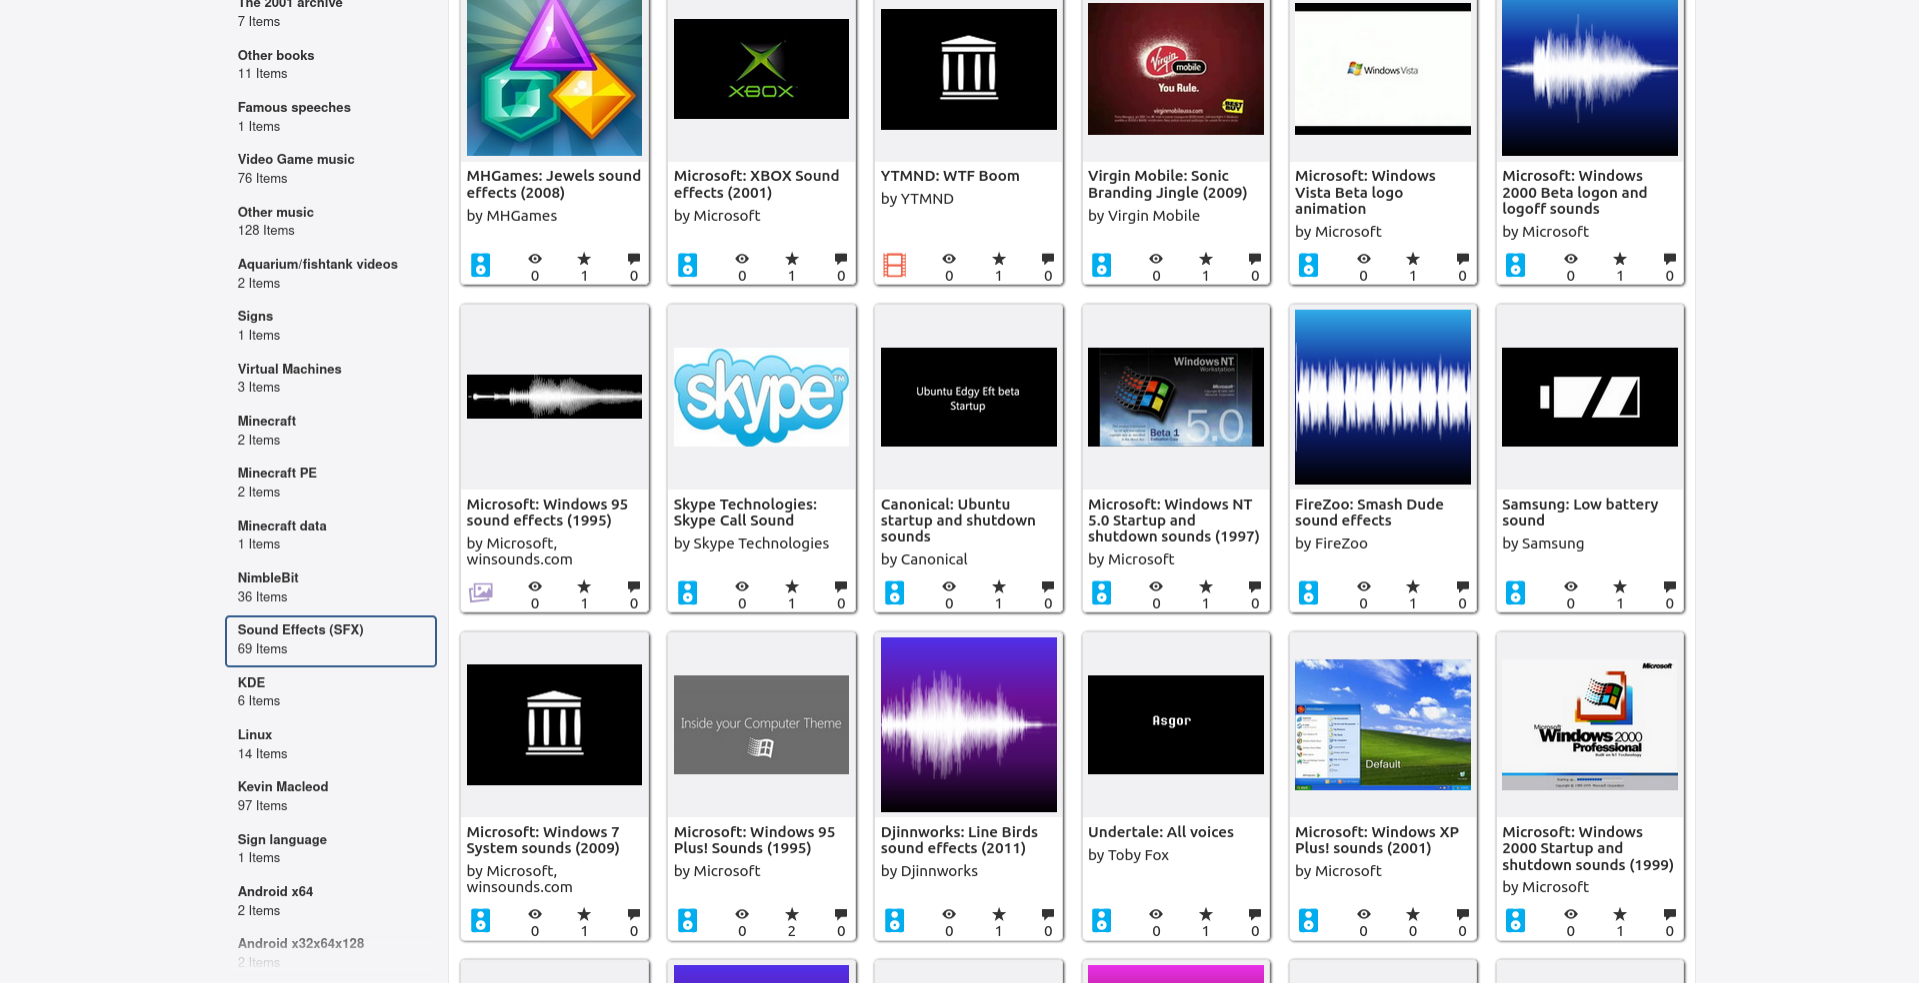 The 2001 archive
7 Items
Other books
11 Items
Famous speeches
1 Items
Video Game music
76 Items
Other music
128 Items
Aquarium/fishtank videos
2 Items
Signs
1 Items
Virtual Machines
3 Items
Minecraft
2 Items
Minecraft PE
2 Items
Minecraft data
1 Items
NimbleBit
36 Items
Sound Effects (SFX)
69 Items
KDE
6 Items
Linux
14 Items
Kevin Macleod
97 Items
Sign language
1 Items
Android x64
2 Items
Android x32x64x128
2 Items
MHGames: Jewels sound
effects (2008)
by MHGames
0 1 0
XBOX
Microsoft: XBOX Sound
effects (2001)
by Microsoft
0 1 0
YTMND: WTF Boom
by YTMND
0 1 0
Virgin
mobile
You Rule.
virginmobileusa.com
BEST
BUY
Virgin Mobile: Sonic
Branding Jingle (2009)
by Virgin Mobile
0 1 0
Windows Vista
Microsoft: Windows
Vista Beta logo
animation
by Microsoft
0 1 0
Microsoft: Windows
2000 Beta logon and
logoff sounds
by Microsoft
0 1 0
Microsoft: Windows 95
sound effects (1995)
by Microsoft,
winsounds.com
0 1 0
skype™
Skype Technologies:
Skype Call Sound
by Skype Technologies
0 1 0
Ubuntu Edgy Eft beta
Startup
Canonical: Ubuntu
startup and shutdown
sounds
by Canonical
0 1 0
Windows NT
Workstation
Microsoft
5.0
Beta 1
Microsoft: Windows NT
5.0 Startup and
shutdown sounds (1997)
by Microsoft
0 1 0
FireZoo: Smash Dude
sound effects
by FireZoo
0 1 0
Samsung: Low battery
sound
by Samsung
0 1 0
Microsoft: Windows 7
System sounds (2009)
by Microsoft,
winsounds.com
0 1 0
Inside your Computer Theme
Microsoft: Windows 95
Plus! Sounds (1995)
by Microsoft
0 2 0
Djinnworks: Line Birds
sound effects (2011)
by Djinnworks
0 1 0
Asgor
Undertale: All voices
by Toby Fox
0 1 0
Default
Microsoft: Windows XP
Plus! sounds (2001)
by Microsoft
0 0 0
Microsoft
Microsoft
Windows 2000
Professional
Built on NT Technology
Microsoft: Windows
2000 Startup and
shutdown sounds (1999)
by Microsoft
0 1 0